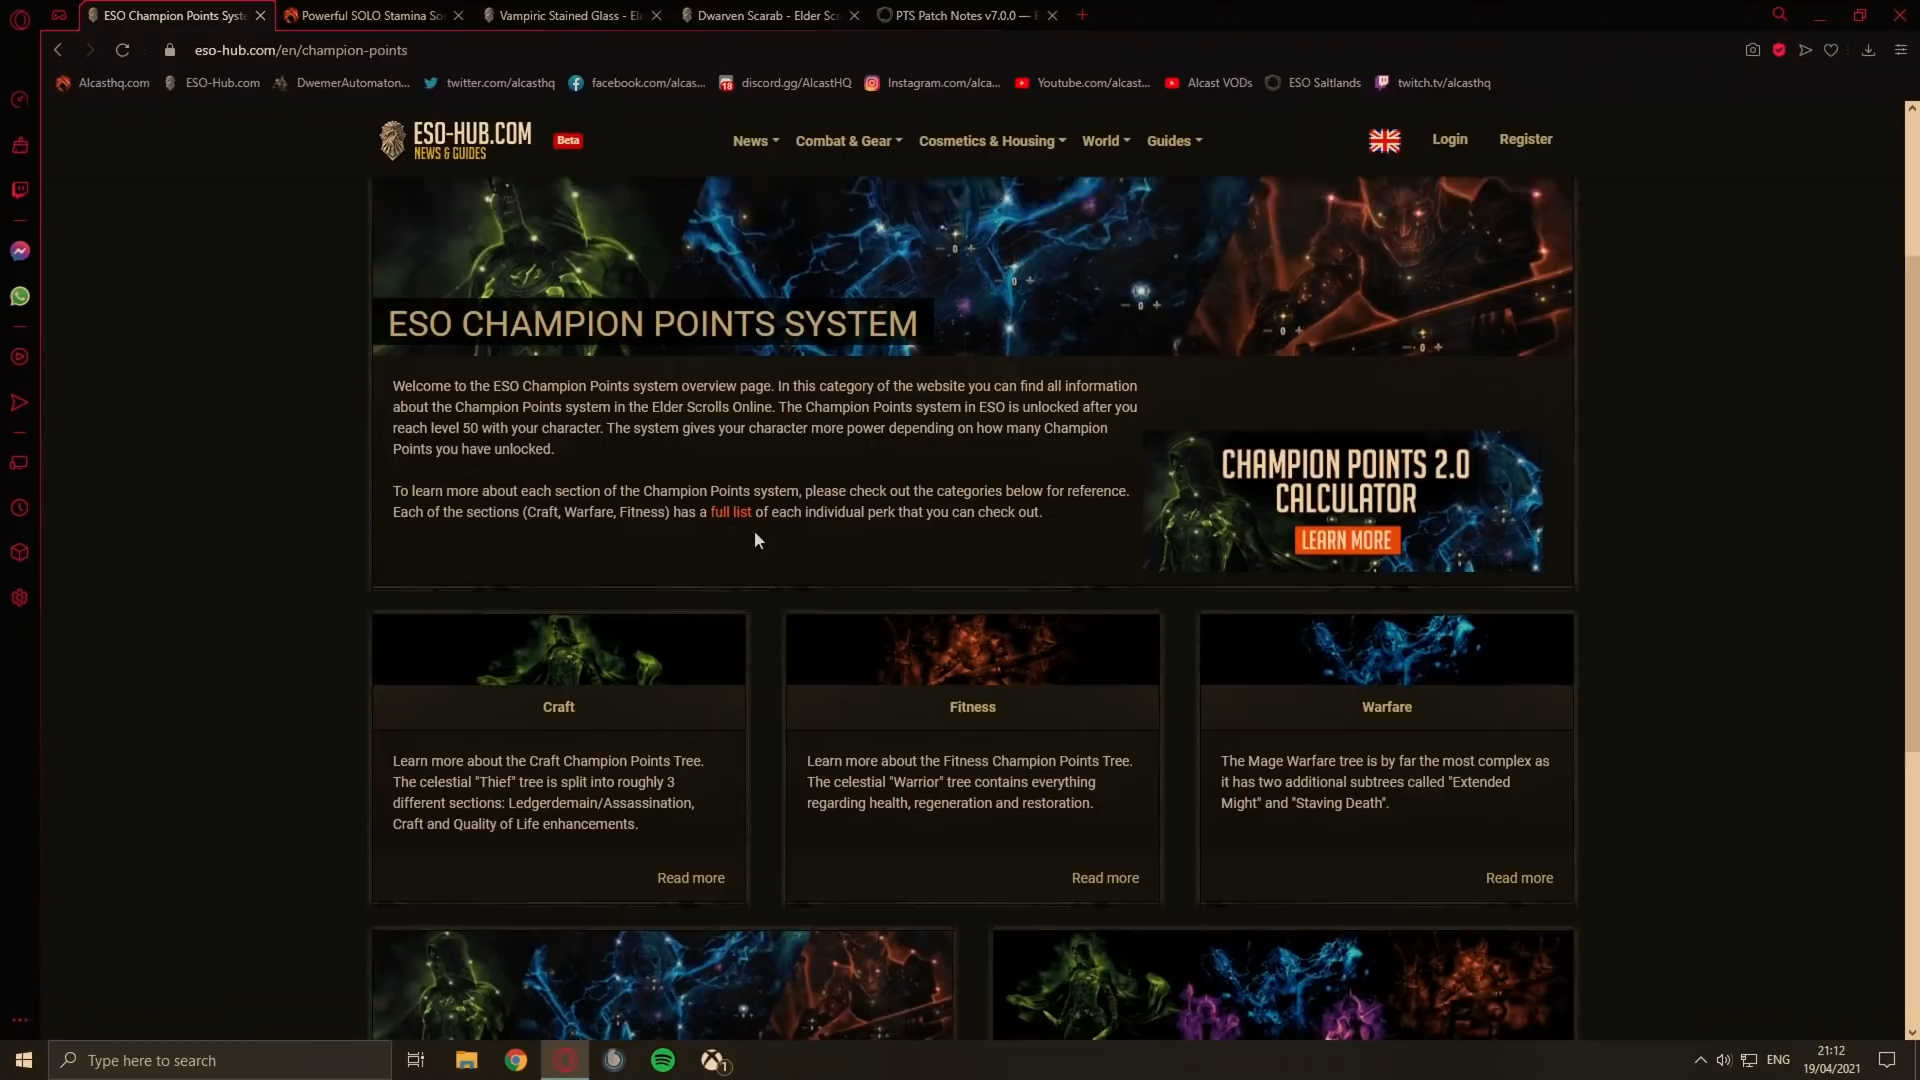 ESO Champion Points Syste
Powerful SOLO Stamina So
Vampiric Stained Glass - El
Dwarven Scarab - Elder Scr
PTS Patch Notes v7.0.0 — E
eso-hub.com/en/champion-points
Alcasthq.com
ESO-Hub.com
DwemerAutomaton...
twitter.com/alcasthq
facebook.com/alcas...
18
discord.gg/AlcastHQ
Instagram.com/alca...
Youtube.com/alcast...
Alcast VODs
ESO Saltlands
twitch.tv/alcasthq
ESO-HUB.COM
NEWS & GUIDES
Beta
News
Combat & Gear
Cosmetics & Housing
World
Guides
Login
Register
- 0 +
- 0 +
- 0 +
- 0 +
- 0 +
ESO CHAMPION POINTS SYSTEM
Welcome to the ESO Champion Points system overview page. In this category of the website you can find all information
about the Champion Points system in the Elder Scrolls Online. The Champion Points system in ESO is unlocked after you
reach level 50 with your character. The system gives your character more power depending on how many Champion
Points you have unlocked.
To learn more about each section of the Champion Points system, please check out the categories below for reference.
Each of the sections (Craft, Warfare, Fitness) has a full list of each individual perk that you can check out.
CHAMPION POINTS 2.0
CALCULATOR
LEARN MORE
Craft
Learn more about the Craft Champion Points Tree.
The celestial "Thief" tree is split into roughly 3
different sections: Ledgerdemain/Assassination,
Craft and Quality of Life enhancements.
Read more
Fitness
Learn more about the Fitness Champion Points Tree.
The celestial "Warrior" tree contains everything
regarding health, regeneration and restoration.
Read more
Warfare
The Mage Warfare tree is by far the most complex as
it has two additional subtrees called "Extended
Might" and "Staving Death".
Read more
Type here to search
1
ENG
21:12
19/04/2021